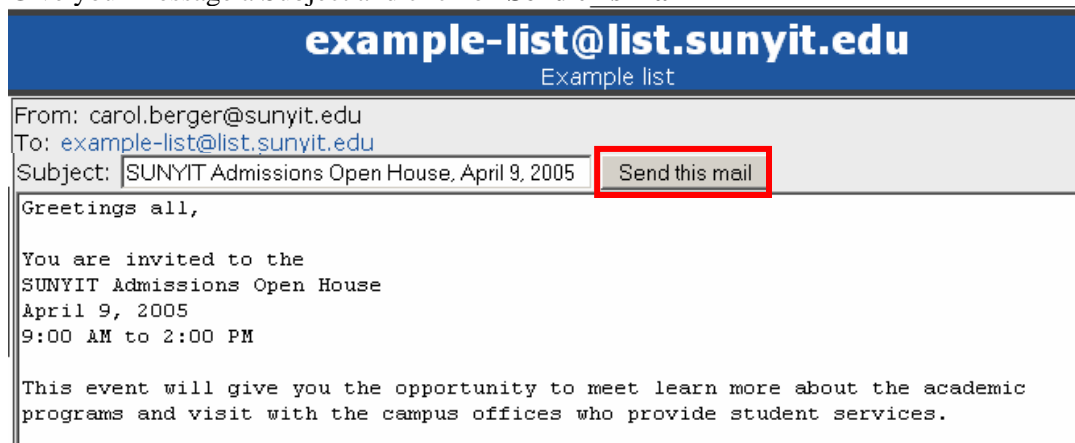 example-list@list.sunyit.edu
Example list
From: carol.berger@sunyit.edu
To: example-list@list.sunyit.edu
Subject: SUNYIT Admissions Open House, April 9, 2005 Send this mail
Greetings all,
You are invited to the
SUNYIT Admissions Open House
April 9, 2005
9:00 AM to 2:00 PM
This event will give you the opportunity to meet learn more about the academic
programs and visit with the campus offices who provide student services.